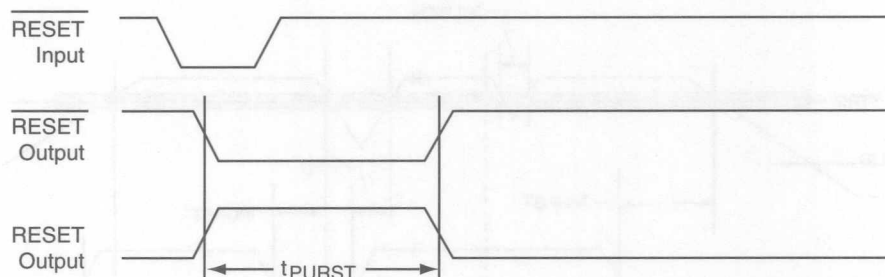 RESET
Input
RESET
Output
RESET
Output
tPURST